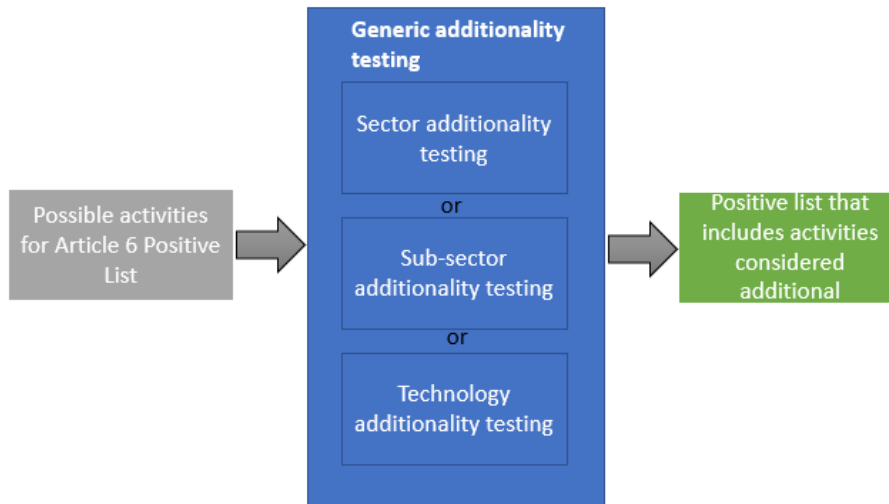 Generic additionality
testing
Sector additionality
testing
or
Possible activities
for Article 6 Positive
List
Sub-sector
additionality testing
or
Technology
additionality testing
Positive list that
includes activities
considered
additional